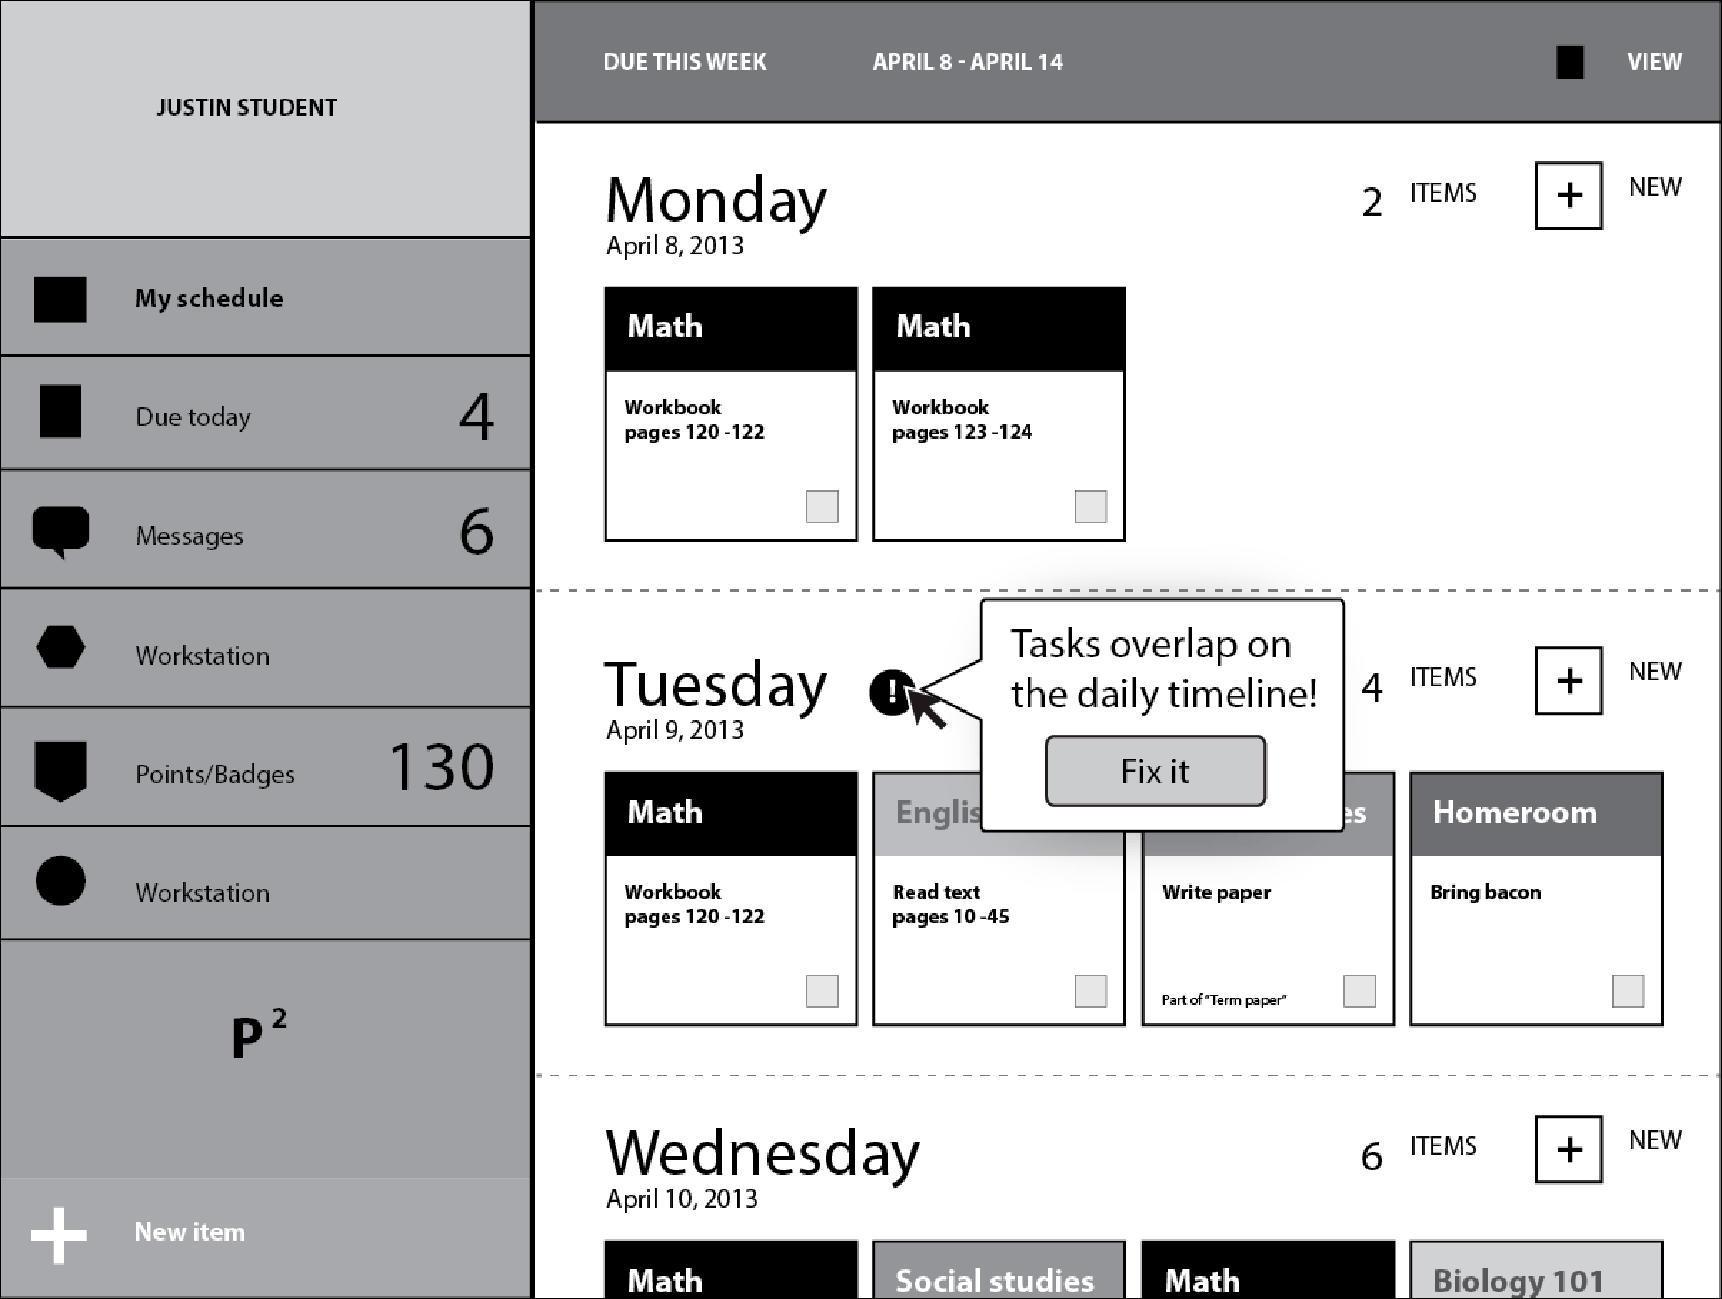 JUSTIN STUDENT
My schedule
Due today 4
Messages 6
Workstation
Points/Badges 130
Workstation
P 2
New item
DUE THIS WEEK APRIL 8 - APRIL 14 VIEW
Monday 2 ITEMS + NEW
April 8, 2013
Math Math
Workbook Workbook
pages 120 -122 pages 123 -124
Tasks overlap on
the daily timeline!
Fix it
Tuesday ! 4 ITEMS + NEW
April 9, 2013
Math Englis es Homeroom
Workbook Read text Write paper Bring bacon
pages 120 -122 pages 10 -45
Part of "Term paper"
Wednesday 6 ITEMS + NEW
April 10, 2013
Math Social studies Math Biology 101